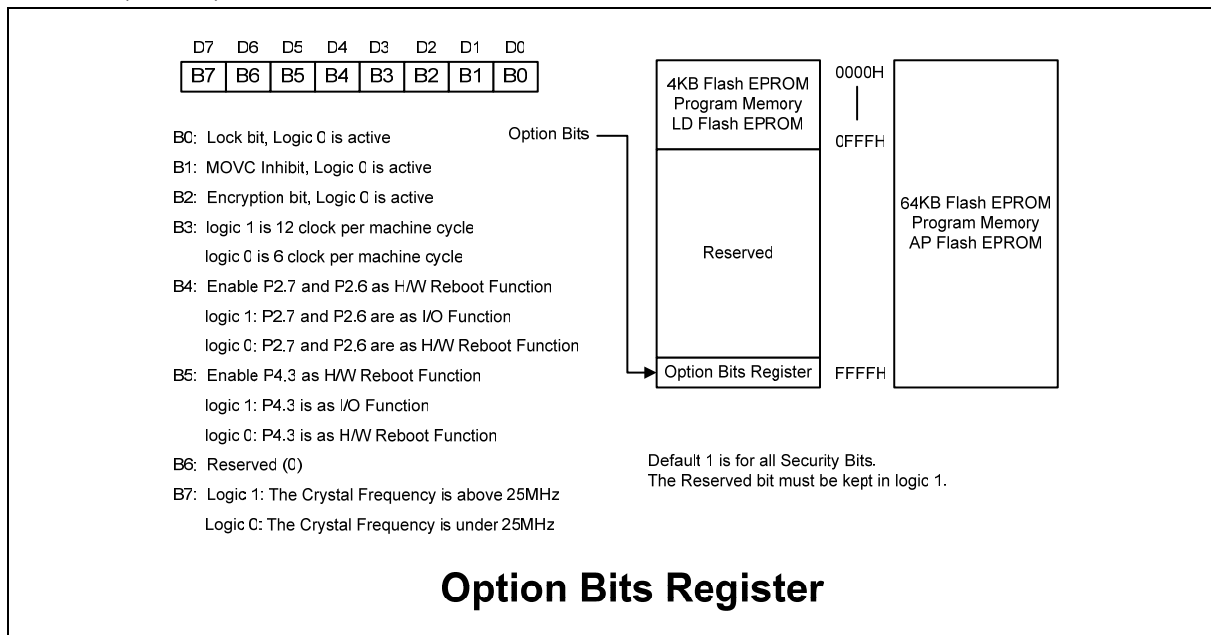 D7 D6 D5 D4 D3 D2 D1 D0
B7 B6 B5 B4 B3 B2 B1 B0
B0: Lock bit, Logic 0 is active
B1: MOVC Inhibit, Logic 0 is active
B2: Encryption bit, Logic 0 is active
B3: logic 1 is 12 clock per machine cycle
logic 0 is 6 clock per machine cycle
B4: Enable P2.7 and P2.6 as H/W Reboot Function
logic 1: P2.7 and P2.6 are as I/O Function
logic 0: P2.7 and P2.6 are as H/W Reboot Function
B5: Enable P4.3 as H/W Reboot Function
logic 1: P4.3 is as I/O Function
logic 0: P4.3 is as H/W Reboot Function
B6: Reserved (0)
B7: Logic 1: The Crystal Frequency is above 25MHz
Logic 0: The Crystal Frequency is under 25MHz
Option Bits
4KB Flash EPROM
Program Memory
LD Flash EPROM
Reserved
Option Bits Register
0000H
0FFFH
FFFFH
64KB Flash EPROM
Program Memory
AP Flash EPROM
Default 1 is for all Security Bits.
The Reserved bit must be kept in logic 1.
Option Bits Register